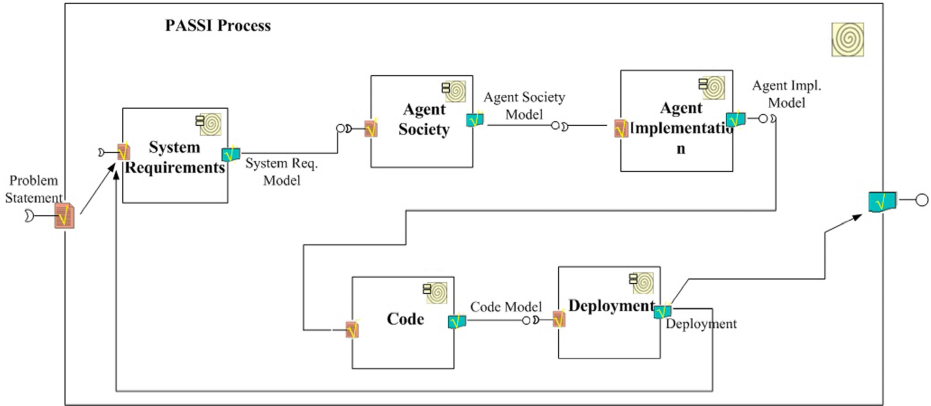 PASSI Process
Agent Impl.
Model
Agent Society
Model
Agent
Society
Agent
Implementatio
n
System
Requirements
System Req.
Model
Problem
Statement
Code
Code Model
Deployment
Deployment